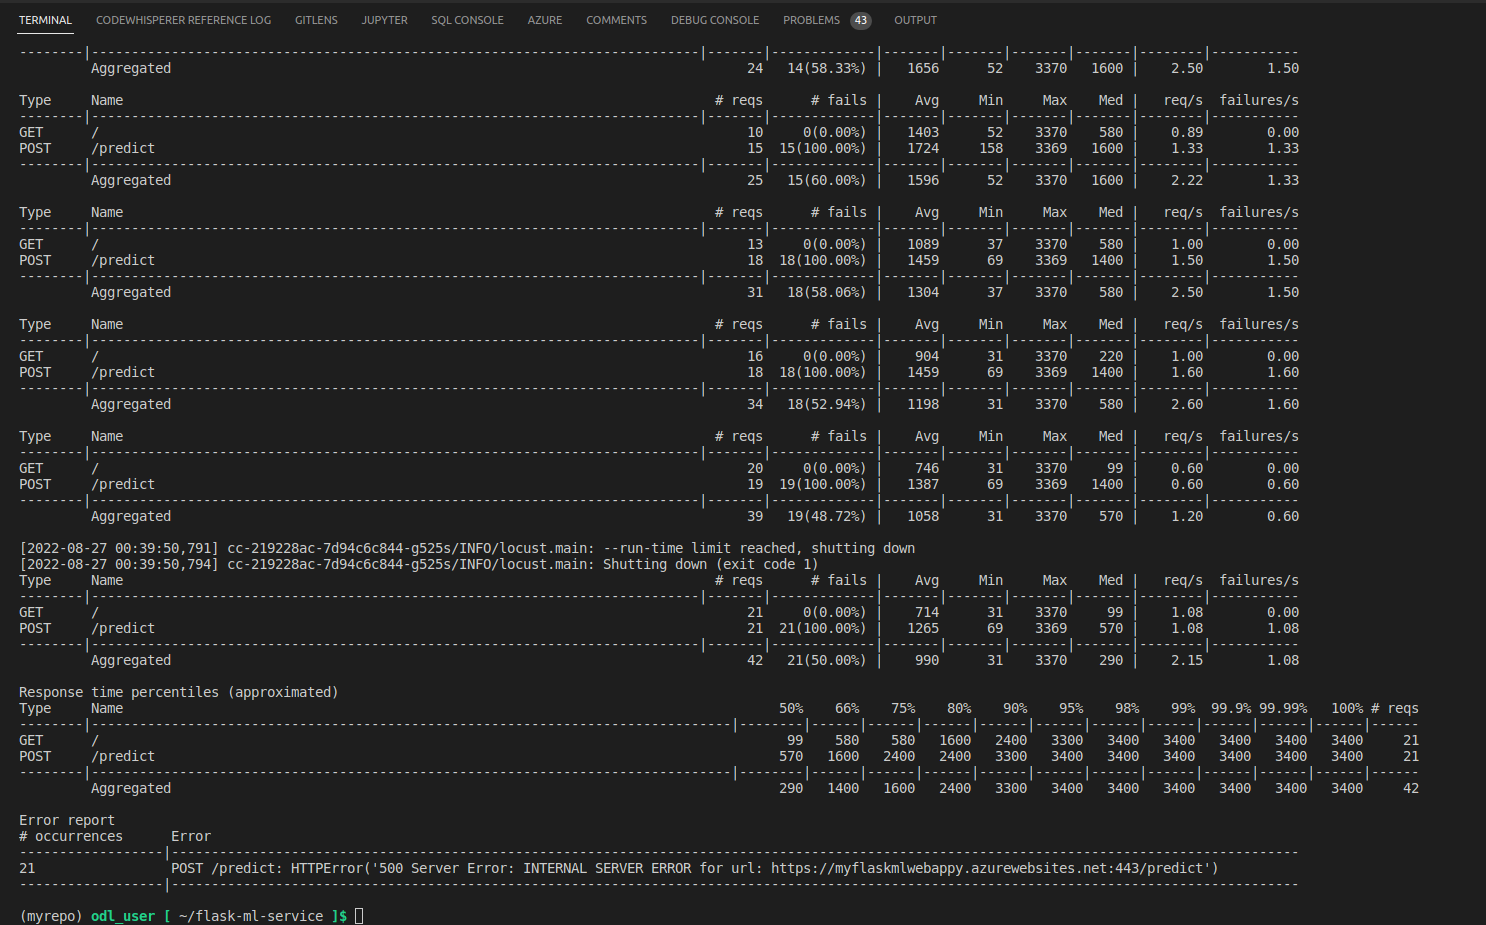 TERMINAL CODEWHISPERER REFERENCE LOG GITLENS JUPYTER SQL CONSOLE AZURE COMMENTS DEBUG CONSOLE PROBLEMS 43 OUTPUT
--------|----------------------------------------------------------------------------|-------|-------------|-------|-------|-------|-------|--------|-----------
Aggregated 24 14(58.33%) | 1656 52 3370 1600 | 2.50 1.50
Type Name # reqs # fails | Avg Min Max Med | req/s failures/s
--------|----------------------------------------------------------------------------|-------|-------------|-------|-------|-------|-------|--------|-----------
GET / 10 0(0.00%) | 1403 52 3370 580 | 0.89 0.00
POST /predict 15 15(100.00%) | 1724 158 3369 1600 | 1.33 1.33
--------|----------------------------------------------------------------------------|-------|-------------|-------|-------|-------|-------|--------|-----------
Aggregated 25 15(60.00%) | 1596 52 3370 1600 | 2.22 1.33
Type Name # reqs # fails | Avg Min Max Med | req/s failures/s
--------|----------------------------------------------------------------------------|-------|-------------|-------|-------|-------|-------|--------|-----------
GET / 13 0(0.00%) | 1089 37 3370 580 | 1.00 0.00
POST /predict 18 18(100.00%) | 1459 69 3369 1400 | 1.50 1.50
--------|----------------------------------------------------------------------------|-------|-------------|-------|-------|-------|-------|--------|-----------
Aggregated 31 18(58.06%) | 1304 37 3370 580 | 2.50 1.50
Type Name # reqs # fails | Avg Min Max Med | req/s failures/s
--------|----------------------------------------------------------------------------|-------|-------------|-------|-------|-------|-------|--------|-----------
GET / 16 0(0.00%) | 904 31 3370 220 | 1.00 0.00
POST /predict 18 18(100.00%) | 1459 69 3369 1400 | 1.60 1.60
--------|----------------------------------------------------------------------------|-------|-------------|-------|-------|-------|-------|--------|-----------
Aggregated 34 18(52.94%) | 1198 31 3370 580 | 2.60 1.60
Type Name # reqs # fails | Avg Min Max Med | req/s failures/s
--------|----------------------------------------------------------------------------|-------|-------------|-------|-------|-------|-------|--------|-----------
GET / 20 0(0.00%) | 746 31 3370 99 | 0.60 0.00
POST /predict 19 19(100.00%) | 1387 69 3369 1400 | 0.60 0.60
--------|----------------------------------------------------------------------------|-------|-------------|-------|-------|-------|-------|--------|-----------
Aggregated 39 19(48.72%) | 1058 31 3370 570 | 1.20 0.60
[2022-08-27 00:39:50,791] cc-219228ac-7d94c6c844-g525s/INFO/locust.main: --run-time limit reached, shutting down
[2022-08-27 00:39:50,794] cc-219228ac-7d94c6c844-g525s/INFO/locust.main: Shutting down (exit code 1)
Type Name # reqs # fails | Avg Min Max Med | req/s failures/s
--------|----------------------------------------------------------------------------|-------|-------------|-------|-------|-------|-------|--------|-----------
GET / 21 0(0.00%) | 714 31 3370 99 | 1.08 0.00
POST /predict 21 21(100.00%) | 1265 69 3369 570 | 1.08 1.08
--------|----------------------------------------------------------------------------|-------|-------------|-------|-------|-------|-------|--------|-----------
Aggregated 42 21(50.00%) | 990 31 3370 290 | 2.15 1.08
Response time percentiles (approximated)
Type Name 50% 66% 75% 80% 90% 95% 98% 99% 99.9% 99.99% 100% # reqs
--------|--------------------------------------------------------------------------------|--------|------|------|------|------|------|------|------|------|------|------|------
GET / 99 580 580 1600 2400 3300 3400 3400 3400 3400 3400 21
POST /predict 570 1600 2400 2400 3300 3400 3400 3400 3400 3400 3400 21
--------|--------------------------------------------------------------------------------|--------|------|------|------|------|------|------|------|------|------|------|------
Aggregated 290 1400 1600 2400 3300 3400 3400 3400 3400 3400 3400 42
Error report
# occurrences Error
------------------|---------------------------------------------------------------------------------------------------------------------------------------------
21 POST /predict: HTTPError('500 Server Error: INTERNAL SERVER ERROR for url: https://myflaskmlwebappy.azurewebsites.net:443/predict')
------------------|---------------------------------------------------------------------------------------------------------------------------------------------
(myrepo) odl_user [ ~/flask-ml-service ]$